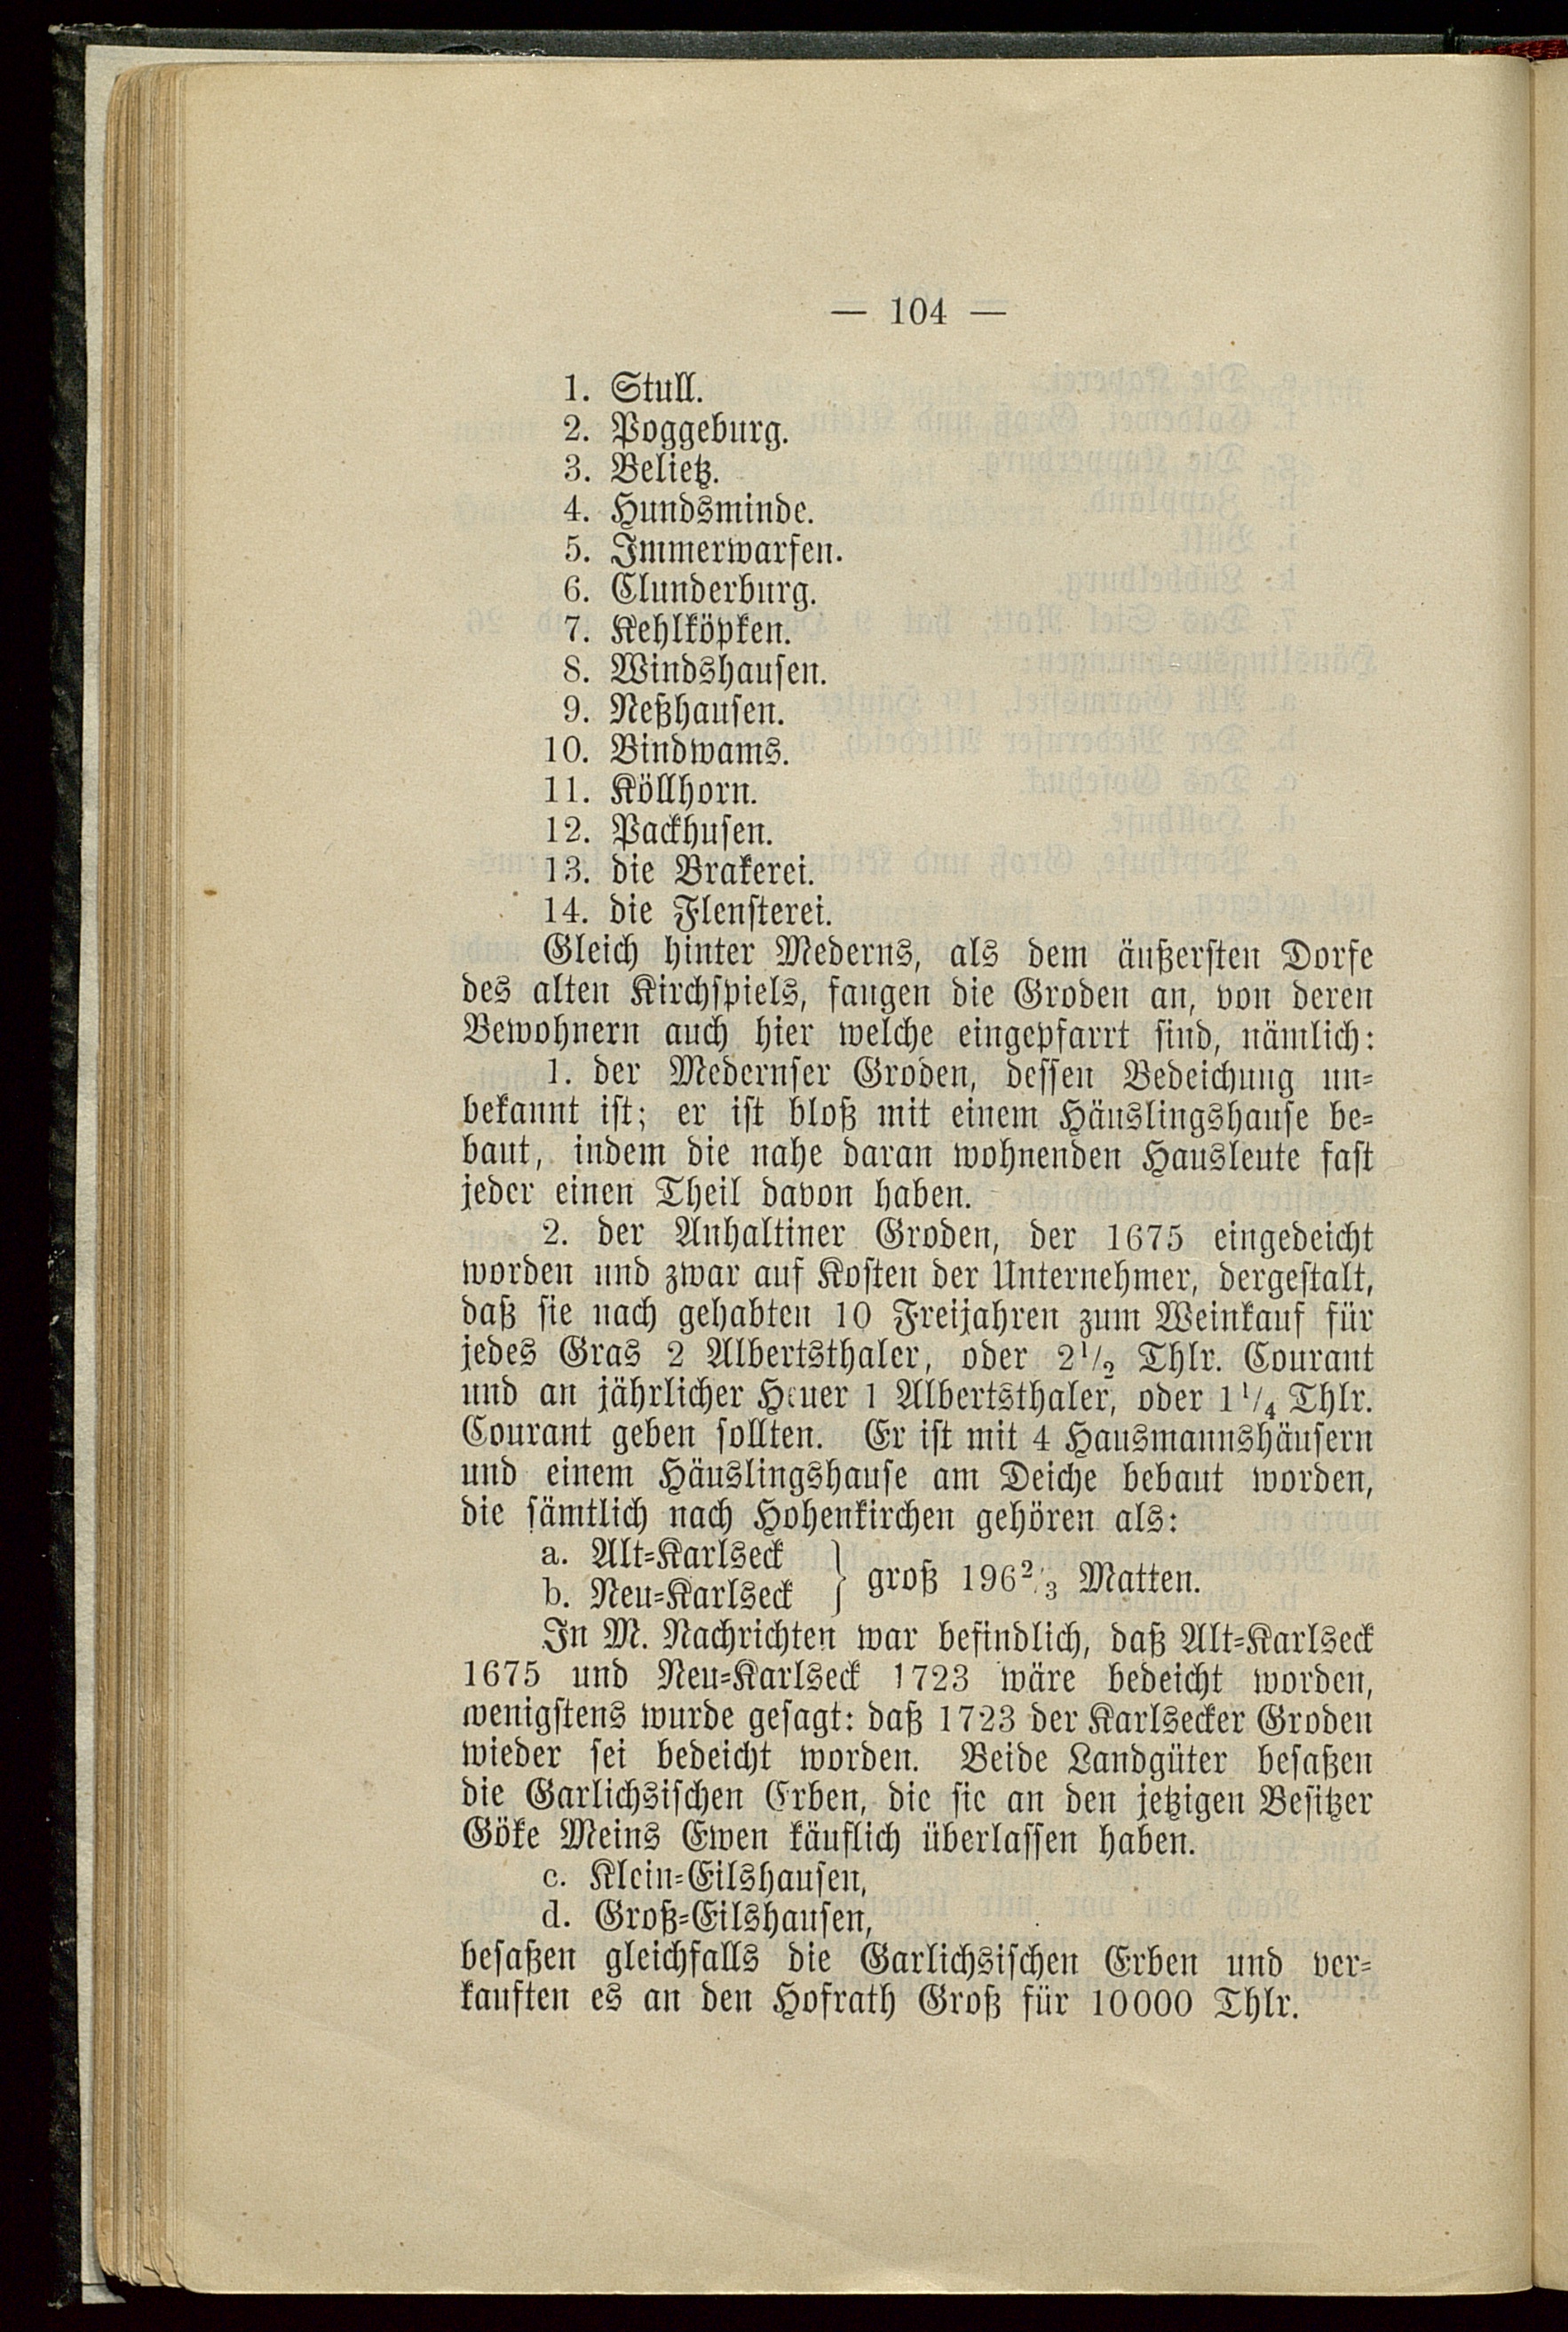 — 104 —
1. Stull.
2. Poggeburg.
3. Belietz.
4. Hundsminde.
5. Immerwarfen.
6. Clunderburg.
7. Kehlköpken.
8. Windshausen.
9. Neßhausen.
10. Bindwams.
11. Köllhorn.
12. Packhusen.
13. die Brakerei.
14. die Flensterei.
Gleich hinter Mederns, als dem äußersten Dorfe
des alten Kirchspiels, fangen die Groden an, von deren
Bewohnern auch hier welche eingepfarrt sind, nämlich:
1. der Medernser Groden, dessen Bedeichung un-
bekannt ist; er ist bloß mit einem Häuslingshause be-
baut, indem die nahe daran wohnenden Hausleute fast
jeder einen Theil davon haben.
2. der Anhaltiner Groden, der 1675 eingedeicht
worden und zwar auf Kosten der Unternehmer, dergestalt,
daß sie nach gehabten 10 Freijahren zum Weinkauf für
jedes Gras 2 Albertsthaler, oder 2 1/2 Thlr. Courant
und an jährlicher Heuer 1 Albertsthaler, oder 1 1/4 Thlr.
Courant geben sollten. Er ist mit 4 Hausmannshäusern
und einem Häuslingshause am Deiche bebaut worden,
die sämtlich nach Hohenkirchen gehören als:
a. Alt-Karlseck
b. Neu-Karlseck } groß 196 2/3 Matten.
In M. Nachrichten war befindlich, daß Alt-Karlseck
1675 und Neu-Karlseck 1723 wäre bedeicht worden,
wenigstens wurde gesagt: daß 1723 der Karlsecker Groden
wieder sei bedeicht worden. Beide Landgüter besaßen
die Garlichsischen Erben, die sie an den jetzigen Besitzer
Göke Meins Ewen käuflich überlassen haben.
c. Klein-Eilshausen,
d. Groß-Eilshausen,
besaßen gleichfalls die Garlichsischen Erben und ver-
kauften es an den Hofrath Groß für 10000 Thlr.